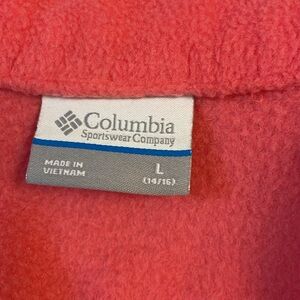 Columbia
Sportswear Company
MADE IN
VIETNAM
L
(14/16)